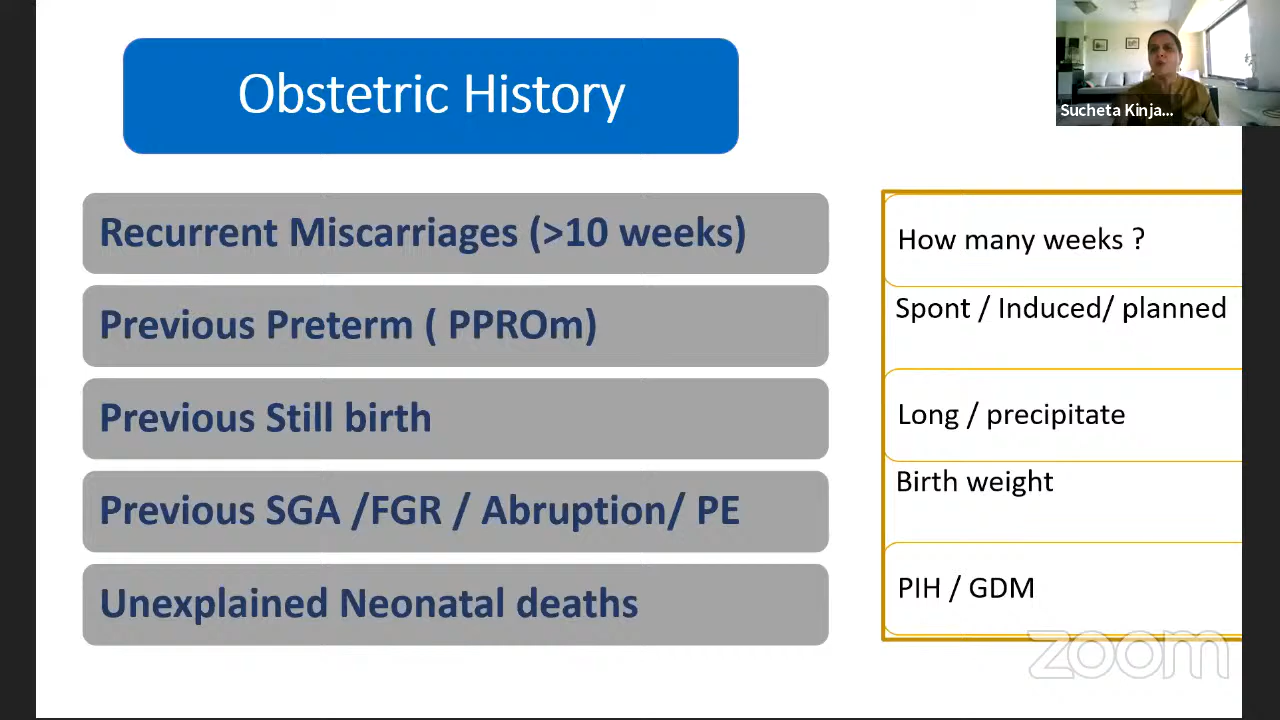 Obstetric History
Sucheta Kinja...
Recurrent Miscarriages (>10 weeks)
Previous Preterm ( PPROm)
Previous Still birth
Previous SGA /FGR / Abruption/ PE
Unexplained Neonatal deaths
How many weeks ?
Spont / Induced/ planned
Long / precipitate
Birth weight
PIH / GDM
zoom